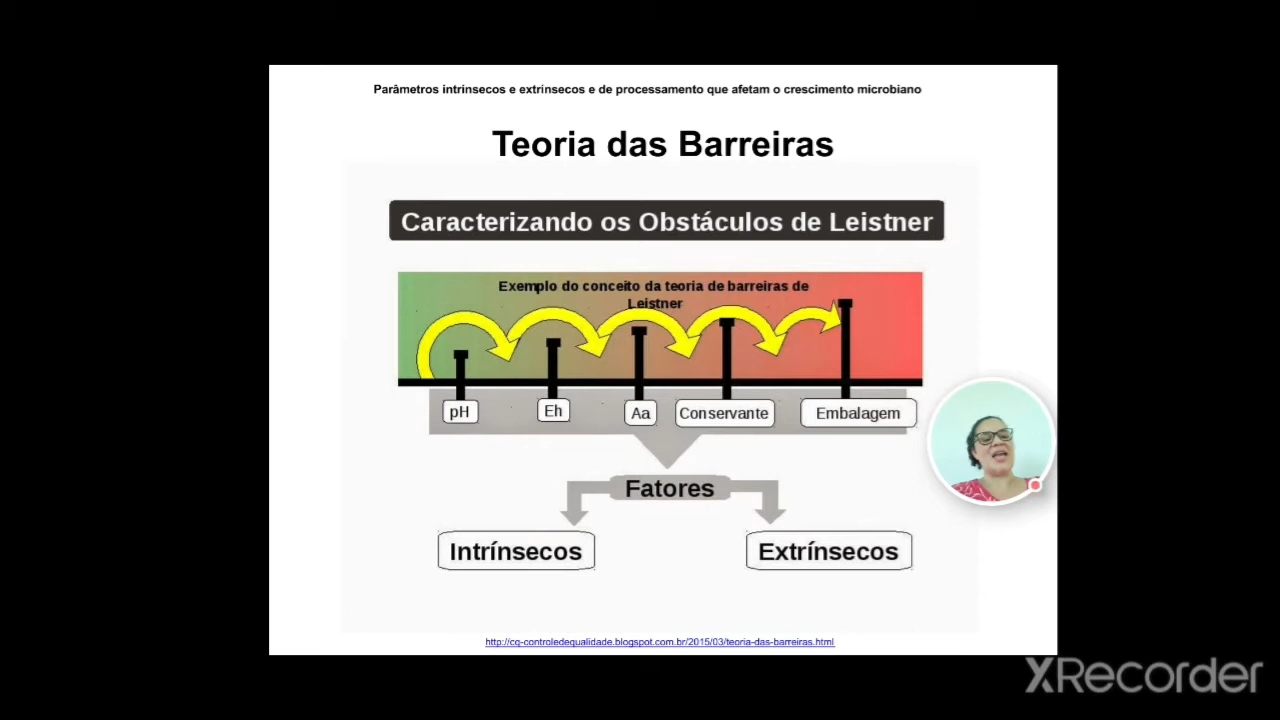 Parâmetros intrínsecos e extrínsecos e de processamento que afetam o crescimento microbiano
Teoria das Barreiras
Caracterizando os Obstáculos de Leistner
Exemplo do conceito da teoria de barreiras de
Leistner
pH Eh Aa Conservante Embalagem
Fatores
Intrínsecos Extrínsecos
http://cq-controledequalidade.blogspot.com.br/2015/03/teoria-das-barreiras.html
XRecorder